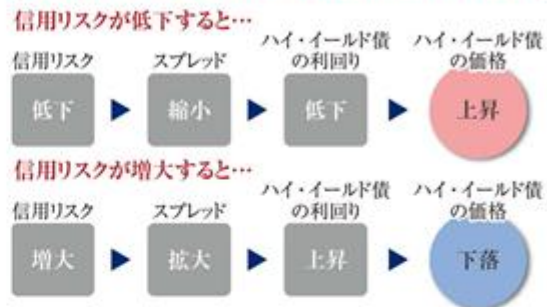 信用リスクが低下すると…
信用リスク
スプレッド
ハイ・イールド債
の利回り
ハイ・イールド債
の価格
低下
縮小
低下
上昇
信用リスクが増大すると…
信用リスク
スプレッド
ハイ・イールド債
の利回り
ハイ・イールド債
の価格
増大
拡大
上昇
下落